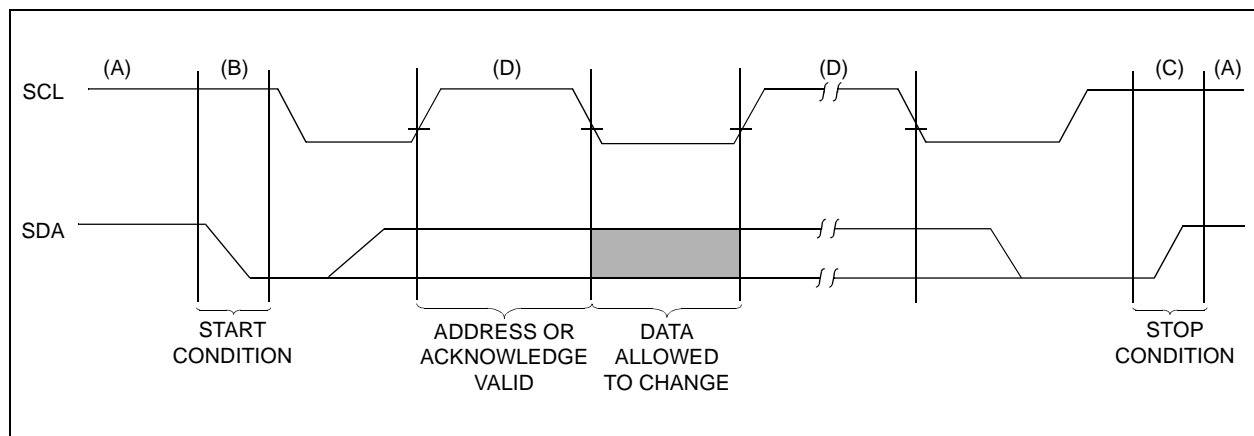 (A)
(B)
(D)
(D)
(C)
(A)
SCL
SDA
START
CONDITION
ADDRESS OR
ACKNOWLEDGE
VALID
DATA
ALLOWED
TO CHANGE
STOP
CONDITION